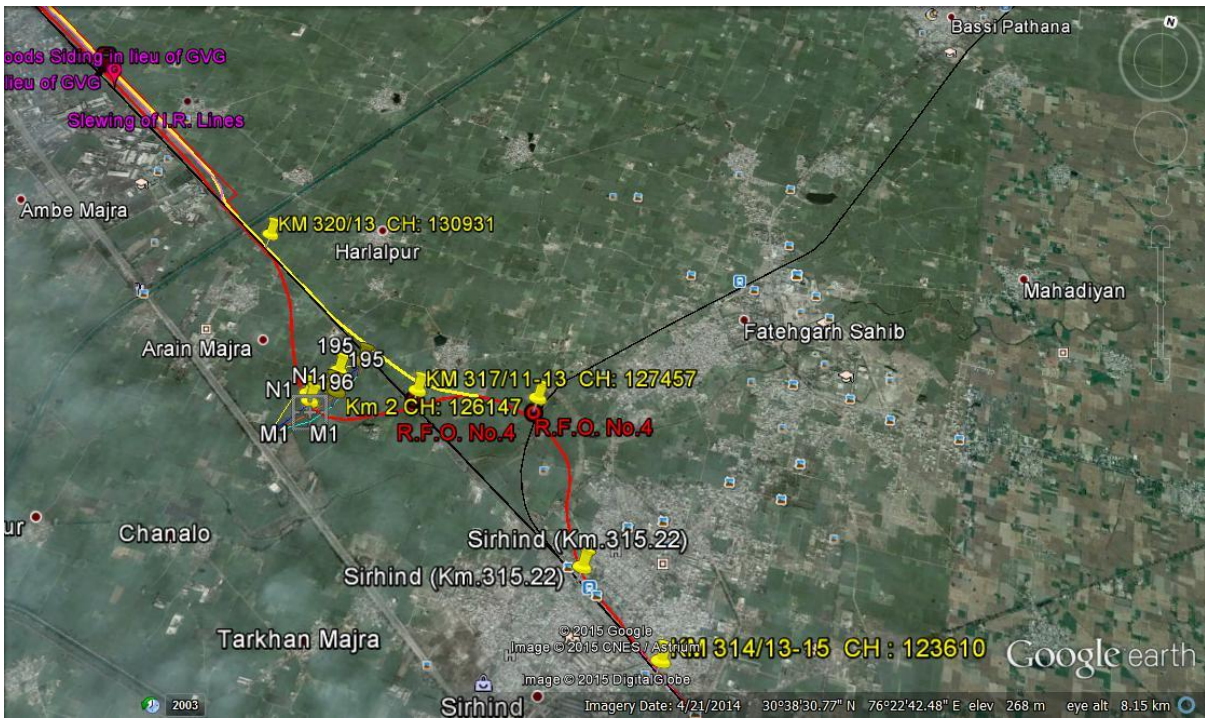 Bassi Pathana
N
oods Siding in lieu of GVG
lieu of GVG
Slewing of I.R. Lines
Ambe Majra
KM 320/13 CH: 130931
Harlalpur
Mahadiyan
Fatehgarh Sahib
Arain Majra
195
195
N1
N1
196
KM 317/11-13 CH: 127457
Km 2 CH: 126147
M1
M1
R.F.O. No.4
R.F.O. No.4
ur
Chanalo
Sirhind (Km.315.22)
Sirhind (Km.315.22)
Tarkhan Majra
© 2015 Google
Image © 2015 CNES / Astrium
KM 314/13-15 CH : 123610
Google earth
Image © 2015 DigitalGlobe
Sirhind
2003
Imagery Date: 4/21/2014 30°38'30.77" N 76°22'42.48" E elev 268 m eye alt 8.15 km